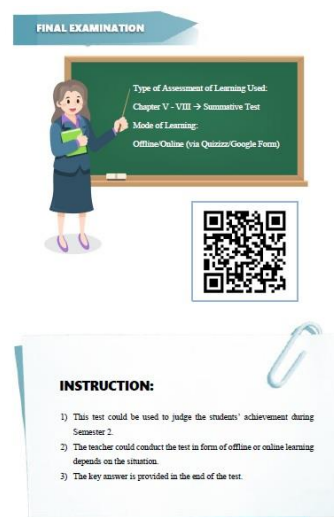 FINAL EXAMINATION
Type of Assessment of Learning Used:
Chapter V - VIII → Summative Test
Mode of Learning:
Offline/Online (via Quizizz/Google Form)
INSTRUCTION:
1) This test could be used to judge the students' achievement during
Semester 2.
2) The teacher could conduct the test in form of offline or online learning
depends on the situation.
3) The key answer is provided in the end of the test.